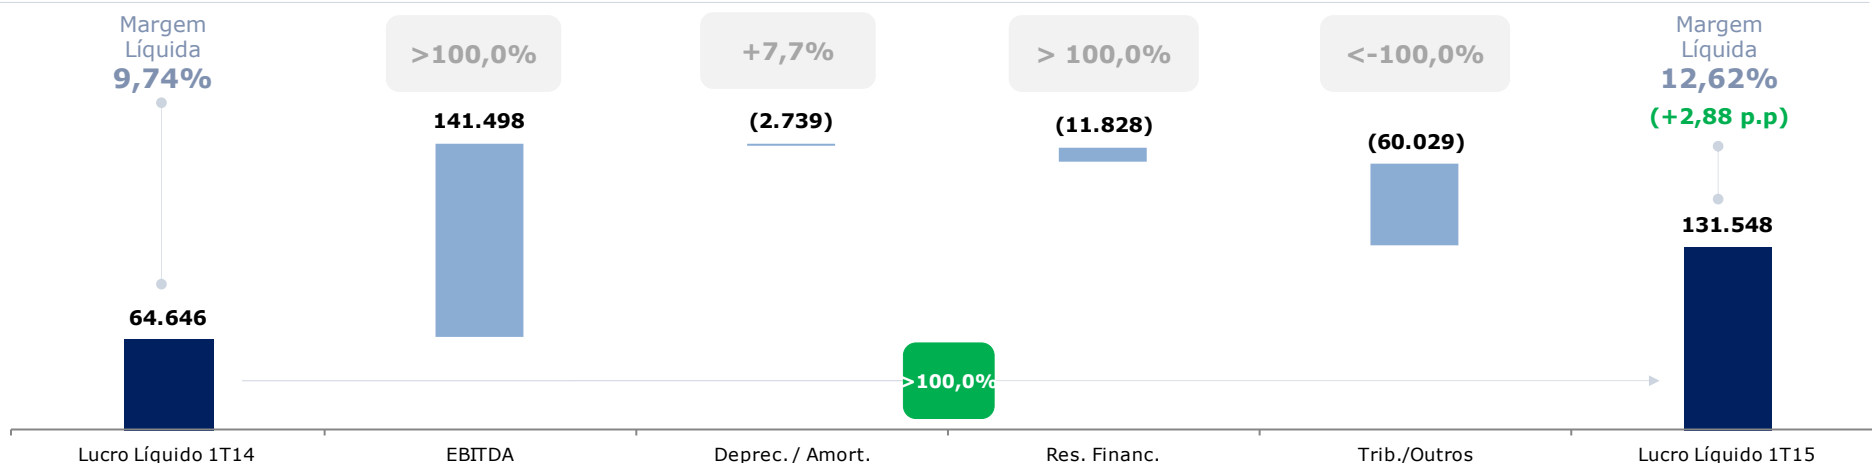 Margem
Líquida
9,74%
>100,0%
+7,7%
> 100,0%
<-100,0%
Margem
Líquida
12,62%
(+2,88 p.p)
64.646
141.498
(2.739)
(11.828)
(60.029)
131.548
>100,0%
Lucro Líquido 1T14
EBITDA
Deprec. / Amort.
Res. Financ.
Trib./Outros
Lucro Líquido 1T15